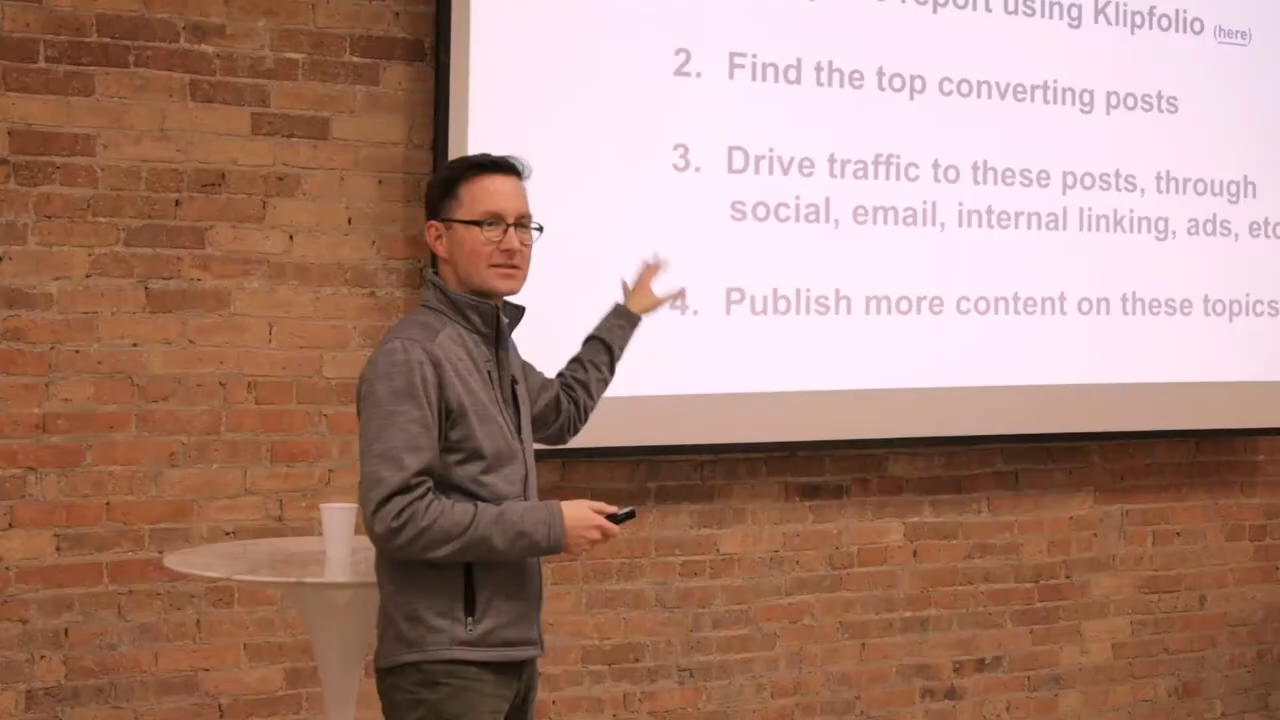 report using Klipfolio (here)
2. Find the top converting posts
3. Drive traffic to these posts, through
social, email, internal linking, ads, etc
4. Publish more content on these topics